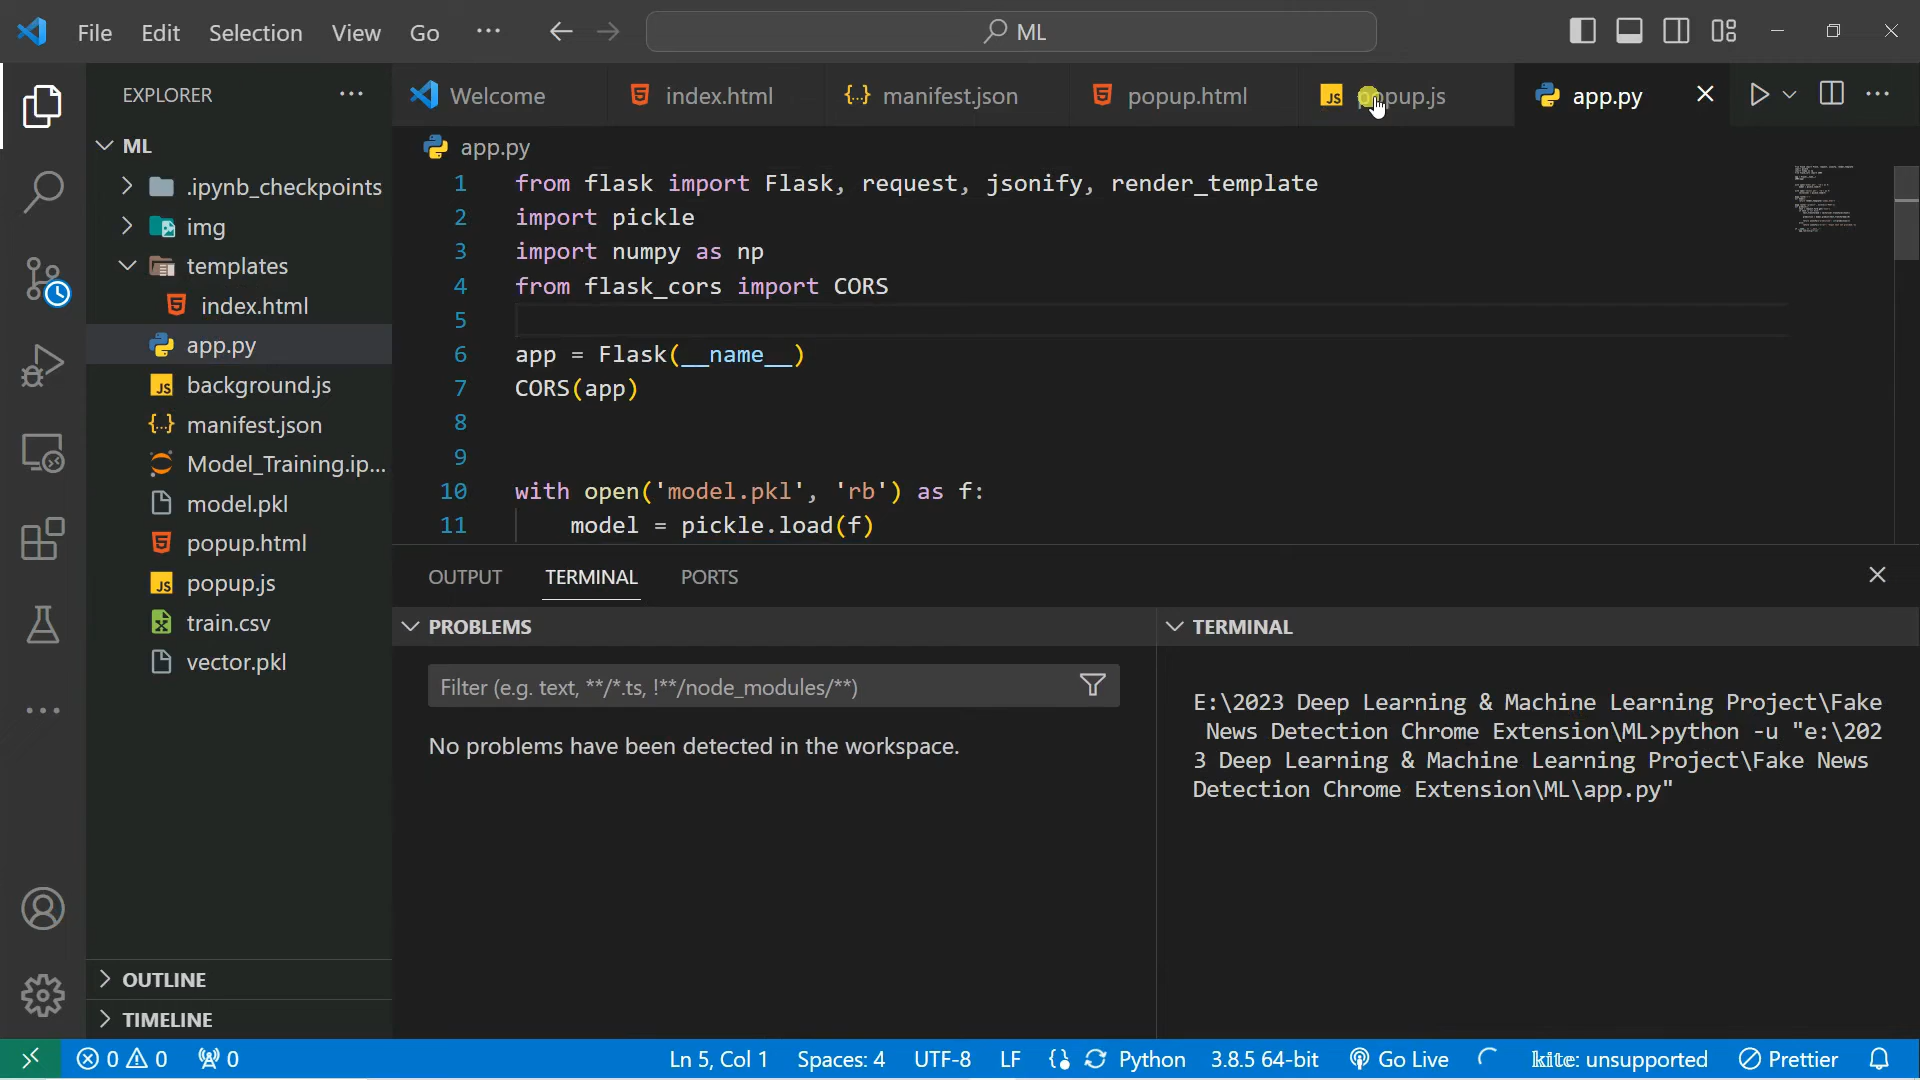 File Edit Selection View Go ··· ML
EXPLORER ···
ML
.ipynb_checkpoints
img
templates
index.html
app.py
background.js
manifest.json
Model_Training.ip...
model.pkl
popup.html
popup.js
train.csv
vector.pkl
OUTLINE
TIMELINE
Welcome index.html manifest.json popup.html popup.js app.py
app.py
1 from flask import Flask, request, jsonify, render_template
2 import pickle
3 import numpy as np
4 from flask_cors import CORS
5
6 app = Flask(__name__)
7 CORS(app)
8
9
10 with open('model.pkl', 'rb') as f:
11 model = pickle.load(f)
OUTPUT TERMINAL PORTS
PROBLEMS
Filter (e.g. text, **/*.ts, !**/node_modules/**)
No problems have been detected in the workspace.
TERMINAL
E:\2023 Deep Learning & Machine Learning Project\Fake
News Detection Chrome Extension\ML>python -u "e:\202
3 Deep Learning & Machine Learning Project\Fake News
Detection Chrome Extension\ML\app.py"
0 0 0 Ln 5, Col 1 Spaces: 4 UTF-8 LF Python 3.8.5 64-bit Go Live kite: unsupported Prettier